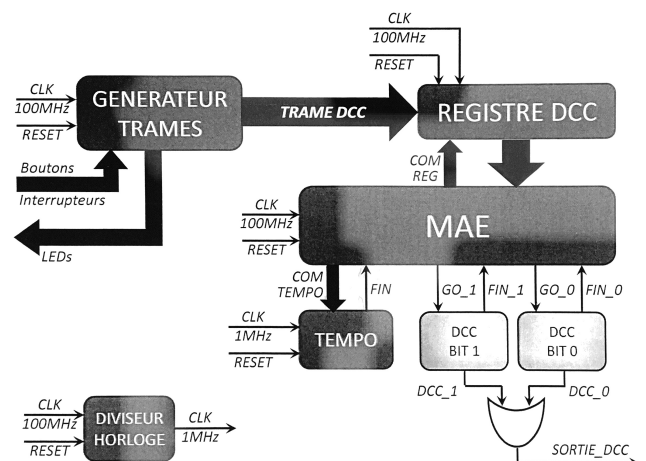 CLK
100MHz
RESET
CLK
100MHz
RESET
GENERATEUR
TRAMES
TRAME DCC
REGISTRE DCC
Boutons
Interrupteurs
LEDs
COM
REG
CLK
100MHz
RESET
MAE
COM
TEMPO
FIN
GO_1
FIN_1
GO_0
FIN_0
CLK
1MHz
RESET
TEMPO
DCC
BIT 1
DCC
BIT 0
DCC_1
DCC_0
CLK
100MHz
RESET
DIVISEUR
HORLOGE
CLK
1MHz
SORTIE_DCC